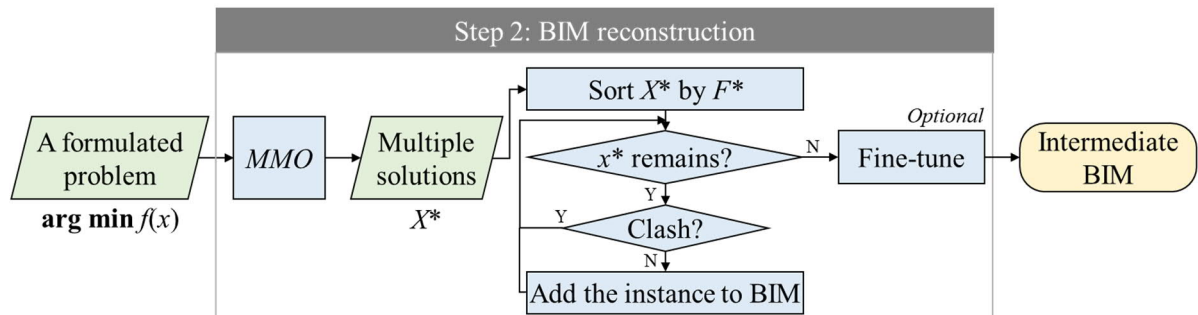 Step 2: BIM reconstruction
A formulated
problem
arg min f(x)
MMO
Multiple
solutions
X*
Sort X* by F*
x* remains?
N
Y
Clash?
Y
N
Add the instance to BIM
Optional
Fine-tune
Intermediate
BIM